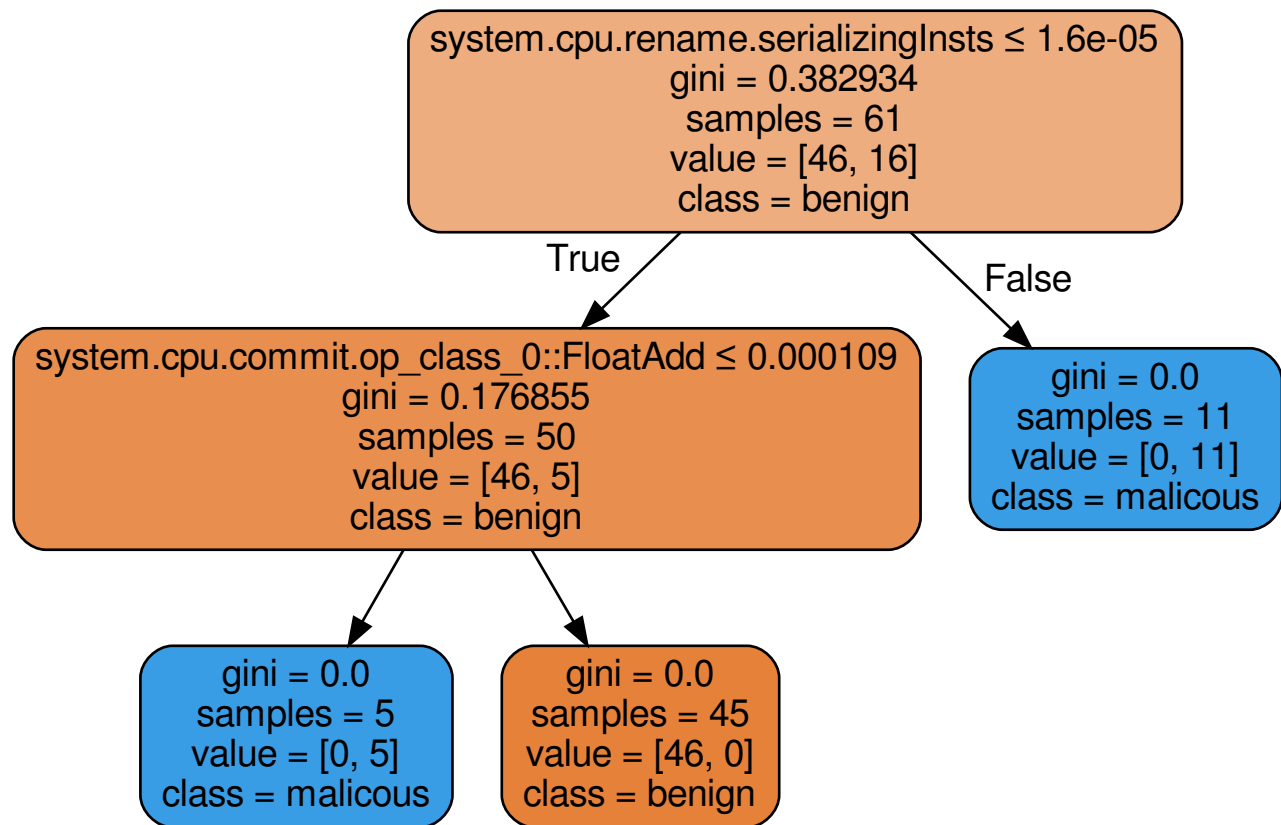 system.cpu.rename.serializingInsts ≤ 1.6e-05
gini = 0.382934
samples = 61
value = [46, 16]
class = benign
True
False
system.cpu.commit.op_class_0::FloatAdd ≤ 0.000109
gini = 0.176855
samples = 50
value = [46, 5]
class = benign
gini = 0.0
samples = 11
value = [0, 11]
class = malicous
gini = 0.0
samples = 5
value = [0, 5]
class = malicous
gini = 0.0
samples = 45
value = [46, 0]
class = benign